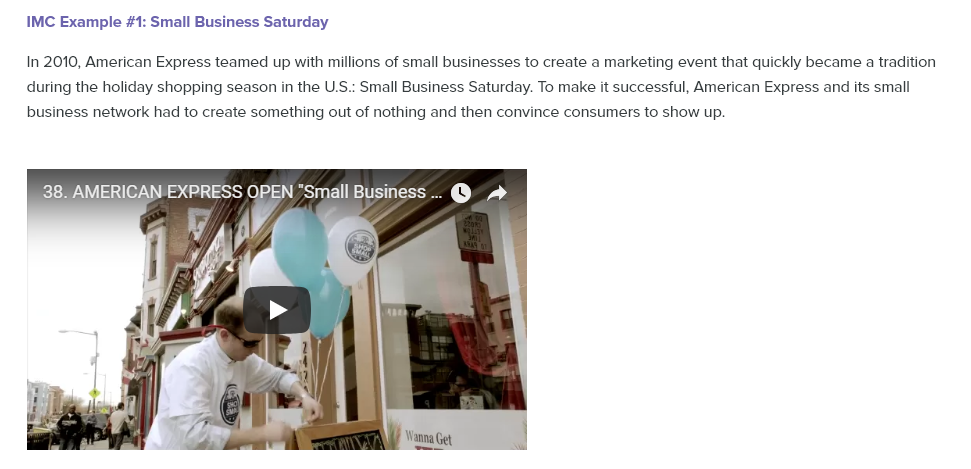 IMC Example #1: Small Business Saturday
In 2010, American Express teamed up with millions of small businesses to create a marketing event that quickly became a tradition
during the holiday shopping season in the U.S.: Small Business Saturday. To make it successful, American Express and its small
business network had to create something out of nothing and then convince consumers to show up.
38. AMERICAN EXPRESS OPEN "Small Business ...
SHOP
SMALL
Wanna Get